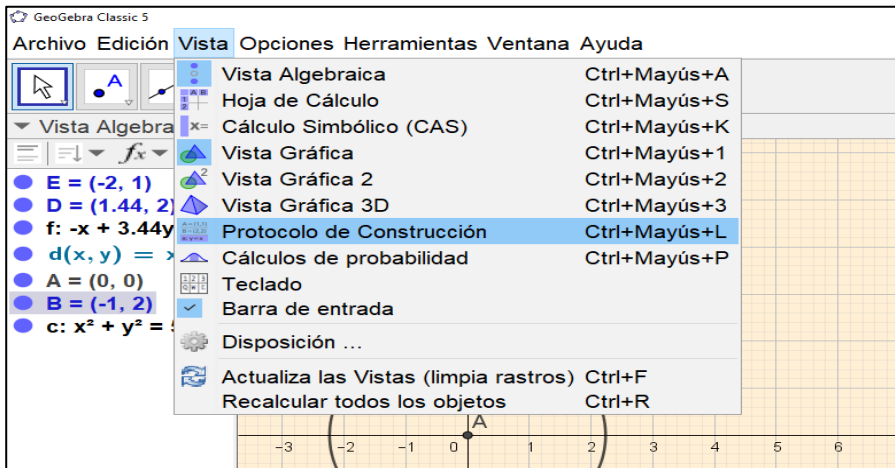 GeoGebra Classic 5
Archivo Edición Vista Opciones Herramientas Ventana Ayuda
A
Vista Algebra
fx
E = (-2, 1)
D = (1.44, 2)
f: -x + 3.44y
d(x, y) =
A = (0, 0)
B = (-1, 2)
c: x² + y² =
Vista Algebraica Ctrl+Mayús+A
Hoja de Cálculo Ctrl+Mayús+S
x= Cálculo Simbólico (CAS) Ctrl+Mayús+K
Vista Gráfica Ctrl+Mayús+1
2 Vista Gráfica 2 Ctrl+Mayús+2
Vista Gráfica 3D Ctrl+Mayús+3
Protocolo de Construcción Ctrl+Mayús+L
Cálculos de probabilidad Ctrl+Mayús+P
Teclado
Barra de entrada
Disposición ...
Actualiza las Vistas (limpia rastros) Ctrl+F
Recalcular todos los objetos Ctrl+R
A
-3 -2 -1 0 1 2 3 4 5 6